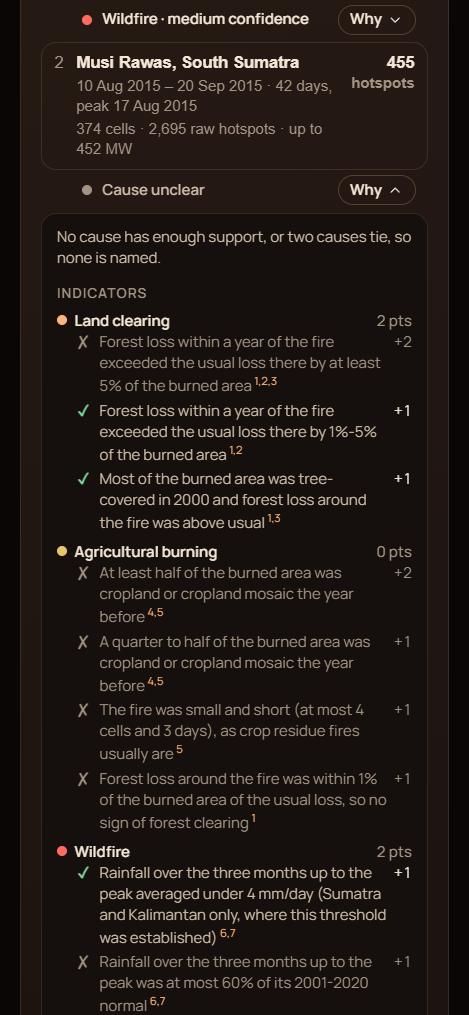 Wildfire · medium confidence
Why
2 Musi Rawas, South Sumatra 455
10 Aug 2015 – 20 Sep 2015 · 42 days, hotspots
peak 17 Aug 2015
374 cells · 2,695 raw hotspots · up to
452 MW
Cause unclear
Why
No cause has enough support, or two causes tie, so
none is named.
INDICATORS
Land clearing 2 pts
✗ Forest loss within a year of the fire +2
exceeded the usual loss there by at least
5% of the burned area 1,2,3
✓ Forest loss within a year of the fire +1
exceeded the usual loss there by 1%-5%
of the burned area 1,2
✓ Most of the burned area was tree- +1
covered in 2000 and forest loss around
the fire was above usual 1,3
Agricultural burning 0 pts
✗ At least half of the burned area was +2
cropland or cropland mosaic the year
before 4,5
✗ A quarter to half of the burned area was +1
cropland or cropland mosaic the year
before 4,5
✗ The fire was small and short (at most 4 +1
cells and 3 days), as crop residue fires
usually are 5
✗ Forest loss around the fire was within 1% +1
of the burned area of the usual loss, so no
sign of forest clearing 1
Wildfire 2 pts
✓ Rainfall over the three months up to the +1
peak averaged under 4 mm/day (Sumatra
and Kalimantan only, where this threshold
was established) 6,7
✗ Rainfall over the three months up to the +1
peak was at most 60% of its 2001-2020
normal 6,7